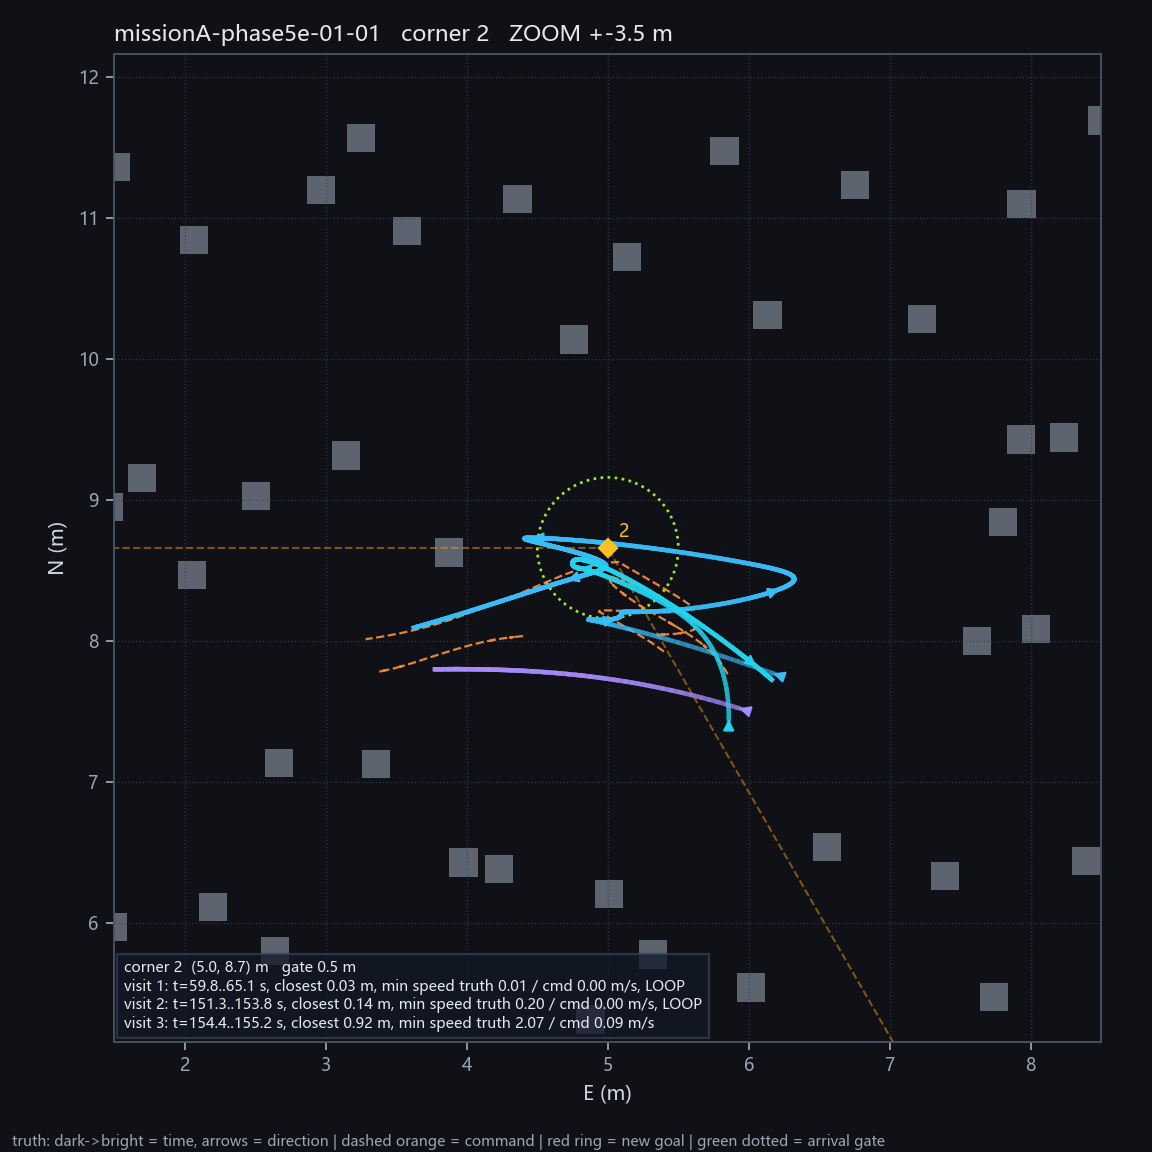 missionA-phase5e-01-01   corner 2   ZOOM +-3.5 m
12
11
10
9
8
7
6
N (m)
2
corner 2  (5.0, 8.7) m   gate 0.5 m
visit 1: t=59.8..65.1 s, closest 0.03 m, min speed truth 0.01 / cmd 0.00 m/s, LOOP
visit 2: t=151.3..153.8 s, closest 0.14 m, min speed truth 0.20 / cmd 0.00 m/s, LOOP
visit 3: t=154.4..155.2 s, closest 0.92 m, min speed truth 2.07 / cmd 0.09 m/s
2 3 4 5 6 7 8
E (m)
truth: dark->bright = time, arrows = direction | dashed orange = command | red ring = new goal | green dotted = arrival gate